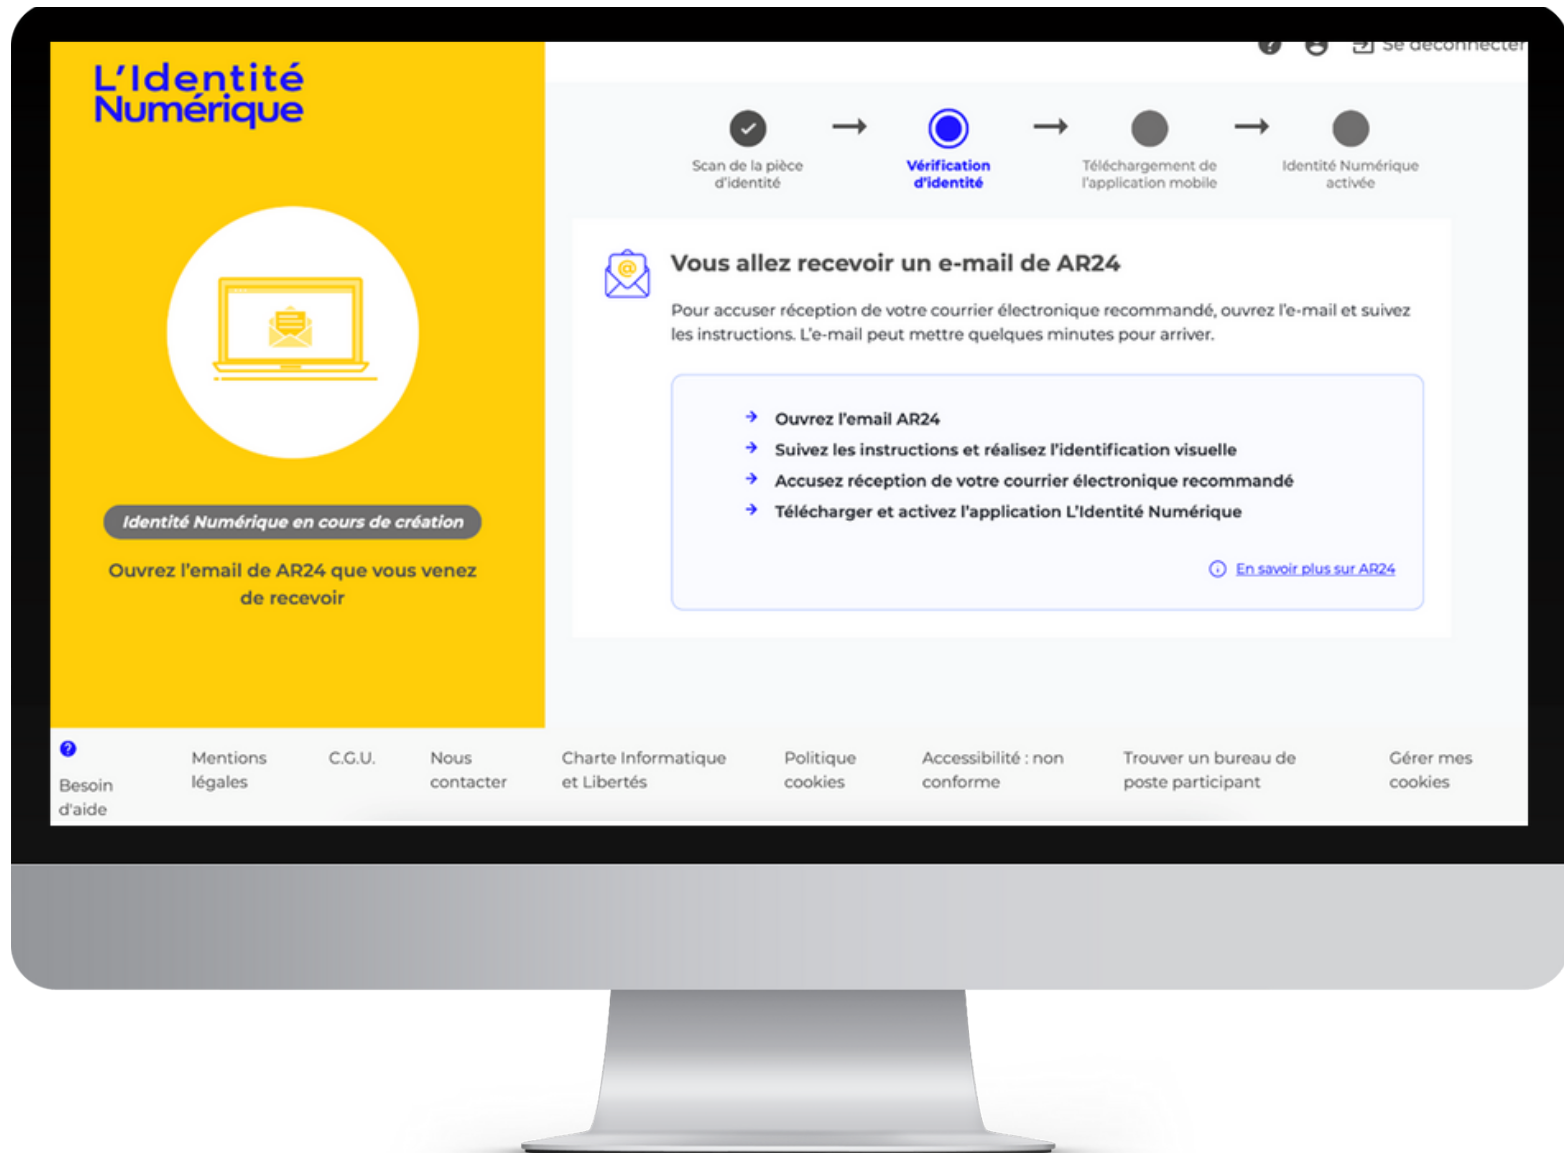 L'Identité
Numérique
Se déconnecter
Scan de la pièce
d'identité
Vérification
d'identité
Téléchargement de
l'application mobile
Identité Numérique
activée
Vous allez recevoir un e-mail de AR24
Pour accuser réception de votre courrier électronique recommandé, ouvrez l'e-mail et suivez
les instructions. L'e-mail peut mettre quelques minutes pour arriver.
Ouvrez l'email AR24
Suivez les instructions et réalisez l'identification visuelle
Accusez réception de votre courrier électronique recommandé
Télécharger et activez l'application L'Identité Numérique
En savoir plus sur AR24
Identité Numérique en cours de création
Ouvrez l'email de AR24 que vous venez
de recevoir
Besoin
d'aide
Mentions
légales
C.G.U.
Nous
contacter
Charte Informatique
et Libertés
Politique
cookies
Accessibilité : non
conforme
Trouver un bureau de
poste participant
Gérer mes
cookies